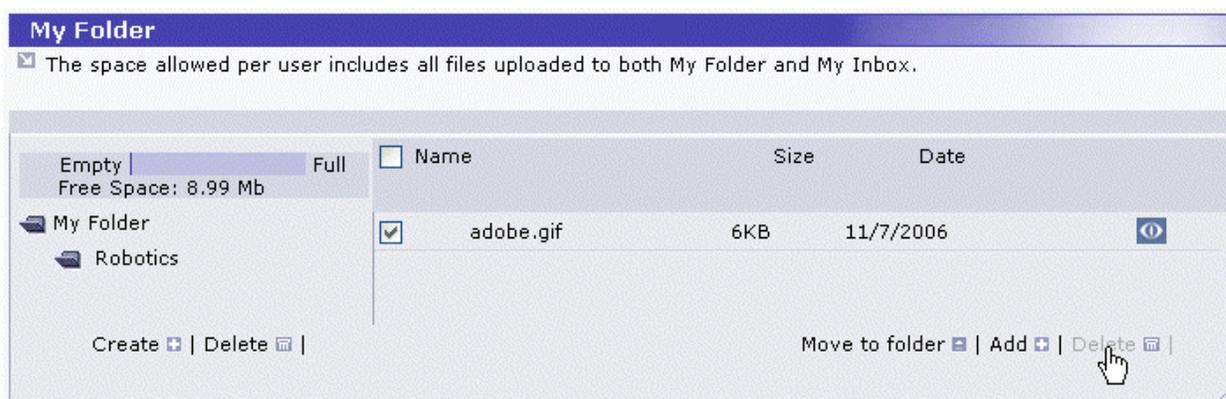 My Folder
The space allowed per user includes all files uploaded to both My Folder and My Inbox.
Empty Full
Free Space: 8.99 Mb
Name Size Date
My Folder
Robotics
adobe.gif 6KB 11/7/2006
Create | Delete |
Move to folder | Add | Delete |